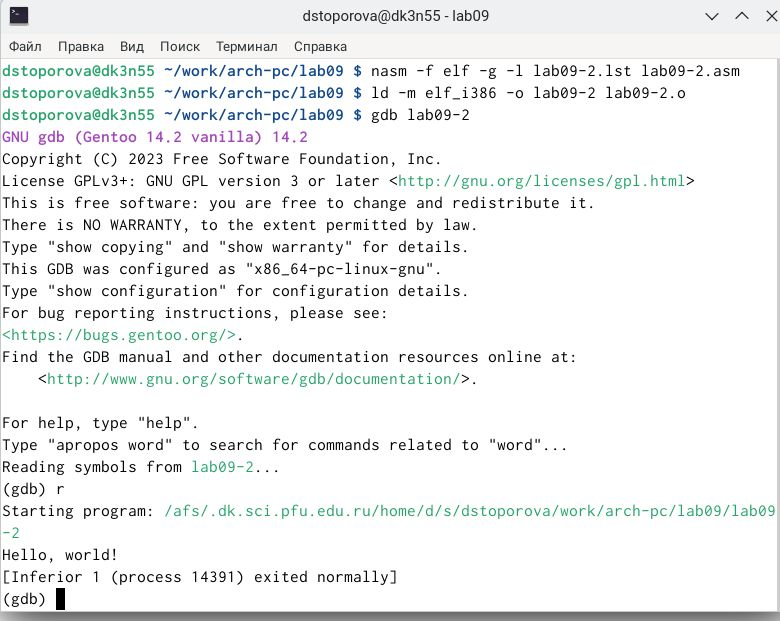 dstoporova@dk3n55 - lab09
Файл Правка Вид Поиск Терминал Справка
dstoporova@dk3n55 ~/work/arch-pc/lab09 $ nasm -f elf -g -l lab09-2.lst lab09-2.asm
dstoporova@dk3n55 ~/work/arch-pc/lab09 $ ld -m elf_i386 -o lab09-2 lab09-2.o
dstoporova@dk3n55 ~/work/arch-pc/lab09 $ gdb lab09-2
GNU gdb (Gentoo 14.2 vanilla) 14.2
Copyright (C) 2023 Free Software Foundation, Inc.
License GPLv3+: GNU GPL version 3 or later <http://gnu.org/licenses/gpl.html>
This is free software: you are free to change and redistribute it.
There is NO WARRANTY, to the extent permitted by law.
Type "show copying" and "show warranty" for details.
This GDB was configured as "x86_64-pc-linux-gnu".
Type "show configuration" for configuration details.
For bug reporting instructions, please see:
<https://bugs.gentoo.org/>.
Find the GDB manual and other documentation resources online at:
    <http://www.gnu.org/software/gdb/documentation/>.

For help, type "help".
Type "apropos word" to search for commands related to "word"...
Reading symbols from lab09-2...
(gdb) r
Starting program: /afs/.dk.sci.pfu.edu.ru/home/d/s/dstoporova/work/arch-pc/lab09/lab09
-2
Hello, world!
[Inferior 1 (process 14391) exited normally]
(gdb)